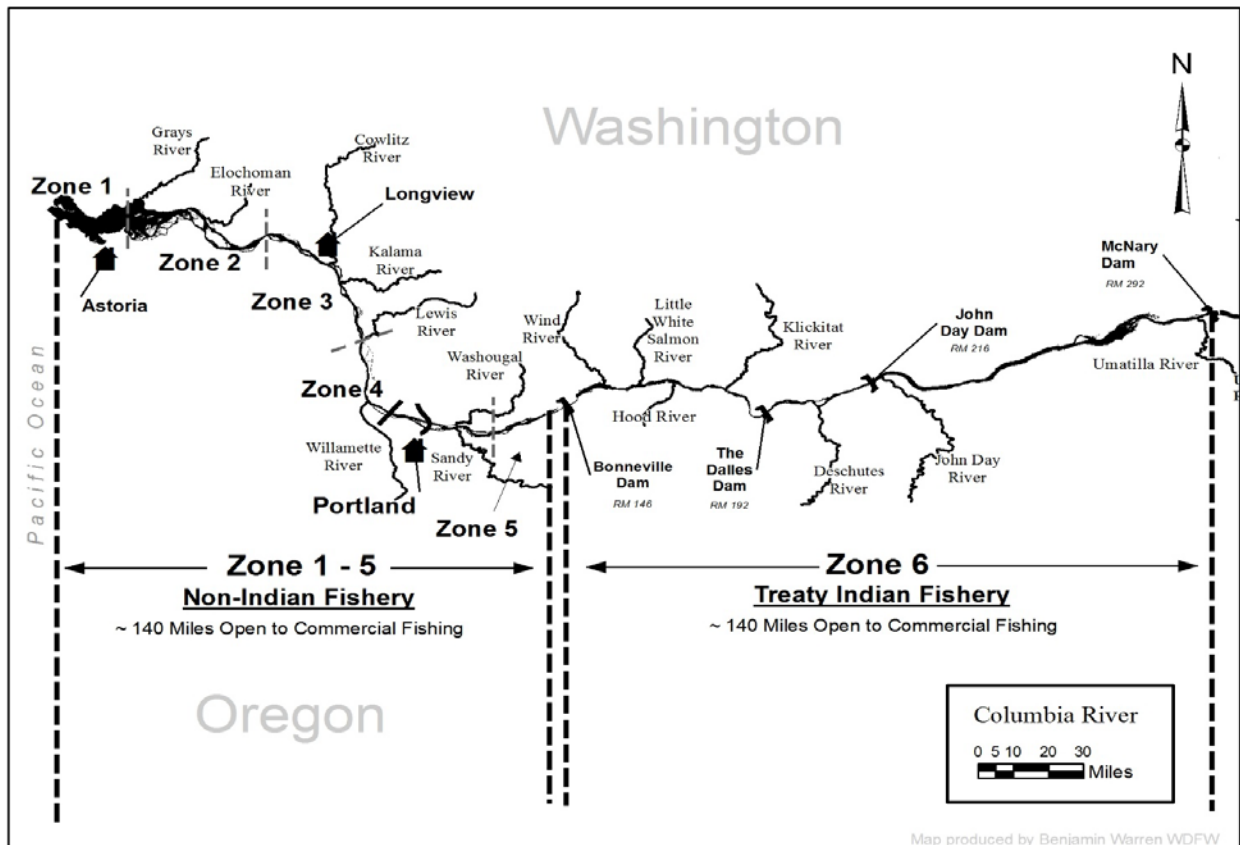 N
Washington
Grays
River
Cowlitz
River
Elochoman
River
Zone 1
Longview
McNary
Dam
RM 292
Zone 2
Kalama
River
Zone 3
Astoria
Lewis
River
Wind
River
Little
White
Salmon
River
Klickitat
River
John
Day Dam
RM 216
Washougal
River
Umatilla River
Zone 4
Hood River
Pacific Ocean
Willamette
River
Sandy
River
Bonneville
Dam
RM 146
The
Dalles
Dam
RM 192
Deschutes
River
John Day
River
Portland
Zone 5
Zone 1 - 5
Non-Indian Fishery
~ 140 Miles Open to Commercial Fishing
Zone 6
Treaty Indian Fishery
~ 140 Miles Open to Commercial Fishing
Oregon
Columbia River
0 5 10 20 30
Miles
Map produced by Benjamin Warren WDFW